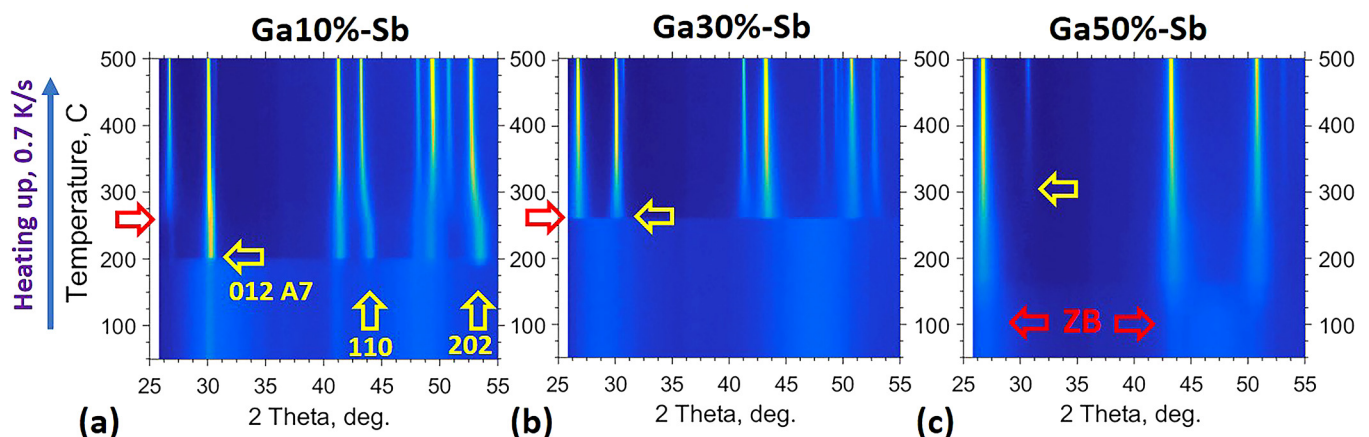 Ga10%-Sb
Ga30%-Sb
Ga50%-Sb
Heating up, 0.7 K/s
Temperature, C
500
400
300
200
100
012 A7
110
202
25 30 35 40 45 50 55
2 Theta, deg.
(a)
500
400
300
200
100
25 30 35 40 45 50 55
2 Theta, deg.
(b)
500
400
300
200
100
ZB
500
400
300
200
100
25 30 35 40 45 50 55
2 Theta, deg.
(c)